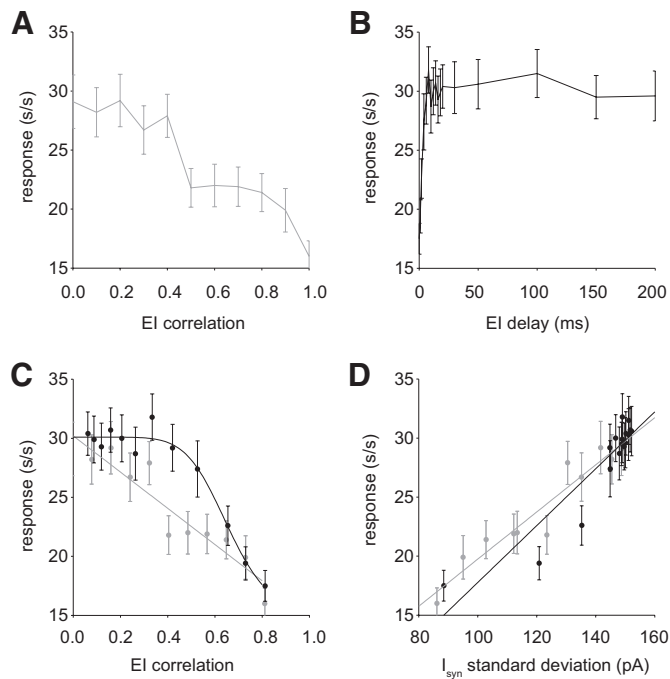 A
35
30
25
20
15
response (s/s)
0.0 0.2 0.4 0.6 0.8 1.0
EI correlation
B
35
30
25
20
15
response (s/s)
0 50 100 150 200
EI delay (ms)
C
35
30
25
20
15
response (s/s)
0.0 0.2 0.4 0.6 0.8 1.0
EI correlation
D
35
30
25
20
15
response (s/s)
80 100 120 140 160
Isyn standard deviation (pA)